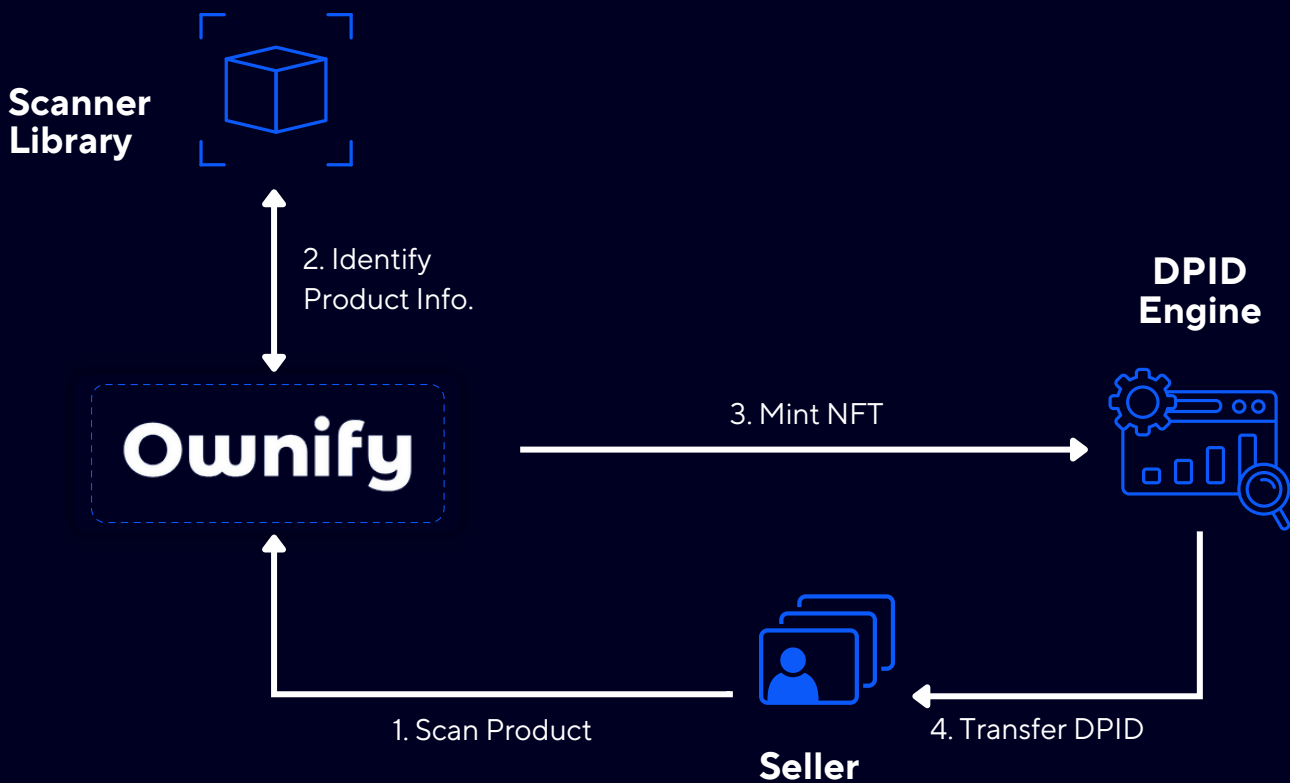 Scanner
Library
2. Identify
Product Info.
DPID
Engine
Ownify
3. Mint NFT
1. Scan Product
4. Transfer DPID
Seller